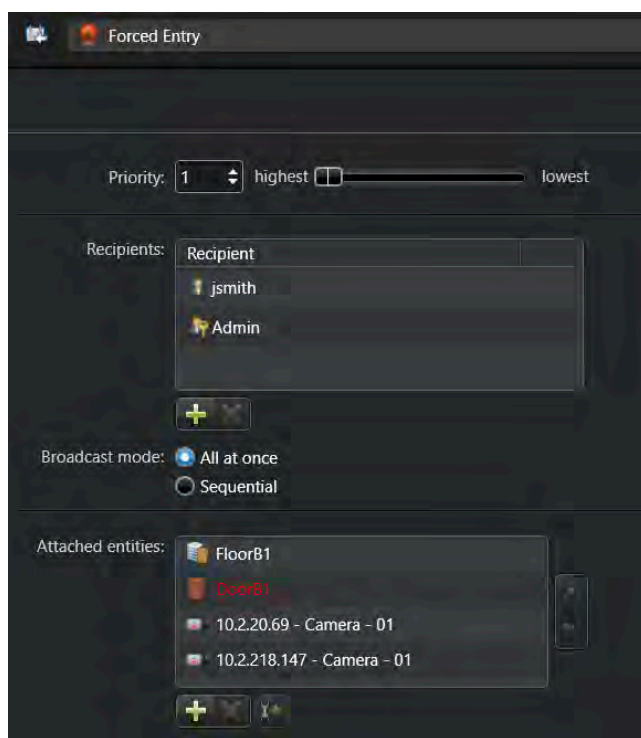 Forced Entry
Priority: 1 highest lowest
Recipients: Recipient
jsmith
Admin
Broadcast mode: All at once
Sequential
Attached entities: FloorB1
DoorB1
10.2.20.69 - Camera - 01
10.2.218.147 - Camera - 01